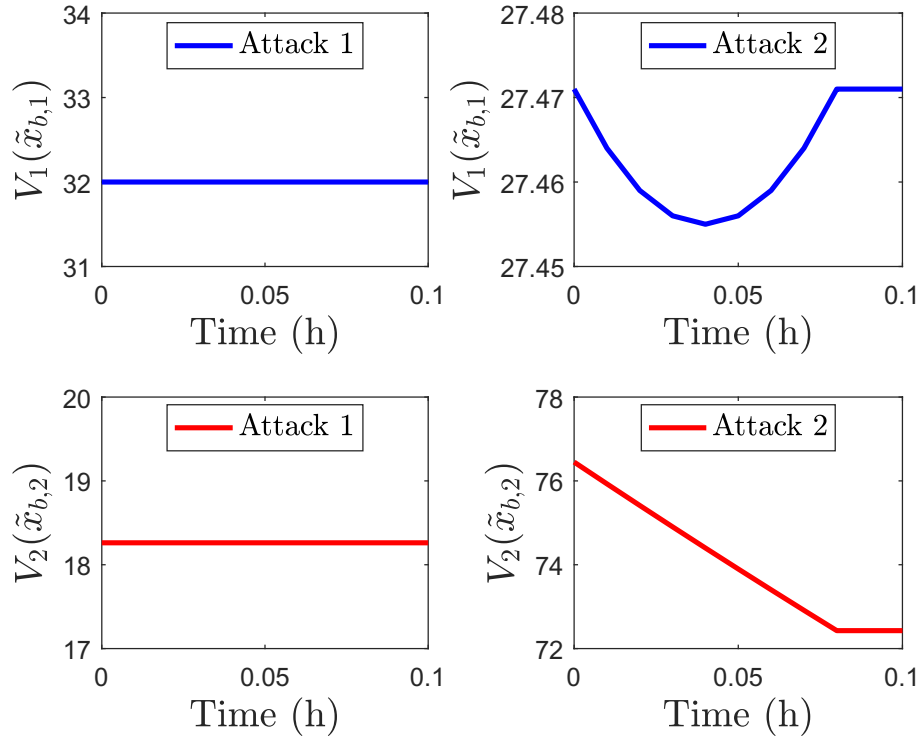 34
33
32
31
V₁(x̃_{b,1})
Attack 1
0
0.05
0.1
Time (h)
27.48
27.47
27.46
27.45
V₁(x̃_{b,1})
Attack 2
0
0.05
0.1
Time (h)
20
19
18
17
V₂(x̃_{b,2})
Attack 1
0
0.05
0.1
Time (h)
78
76
74
72
V₂(x̃_{b,2})
Attack 2
0
0.05
0.1
Time (h)